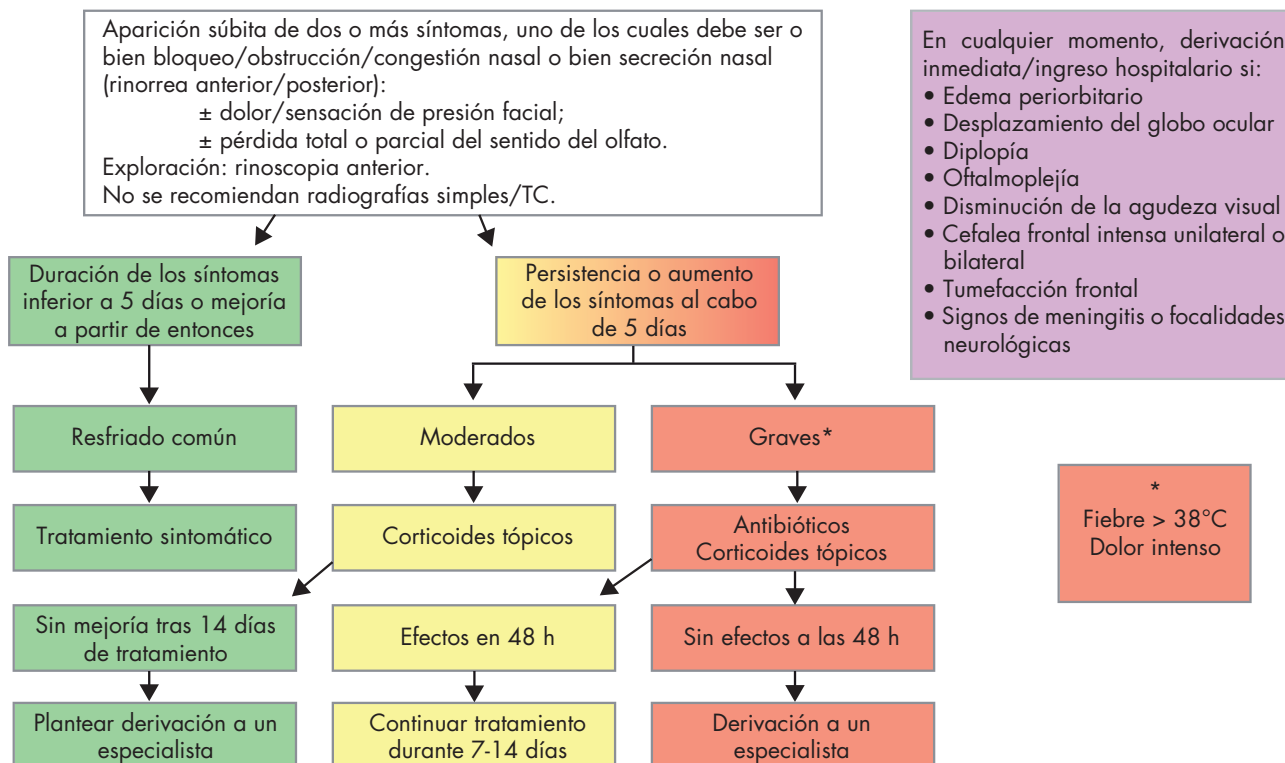 Aparición súbita de dos o más síntomas, uno de los cuales debe ser o
bien bloqueo/obstrucción/congestión nasal o bien secreción nasal
(rinorrea anterior/posterior):
± dolor/sensación de presión facial;
± pérdida total o parcial del sentido del olfato.
Exploración: rinoscopia anterior.
No se recomiendan radiografías simples/TC.
En cualquier momento, derivación
inmediata/ingreso hospitalario si:
• Edema periorbitario
• Desplazamiento del globo ocular
• Diplopía
• Oftalmoplejía
• Disminución de la agudeza visual
• Cefalea frontal intensa unilateral o
bilateral
• Tumefacción frontal
• Signos de meningitis o focalidades
neurológicas
Duración de los síntomas
inferior a 5 días o mejoría
a partir de entonces
Persistencia o aumento
de los síntomas al cabo
de 5 días
Resfriado común
Moderados
Graves*
Tratamiento sintomático
Corticoides tópicos
Antibióticos
Corticoides tópicos
*
Fiebre > 38°C
Dolor intenso
Sin mejoría tras 14 días
de tratamiento
Efectos en 48 h
Sin efectos a las 48 h
Plantear derivación a un
especialista
Continuar tratamiento
durante 7-14 días
Derivación a un
especialista